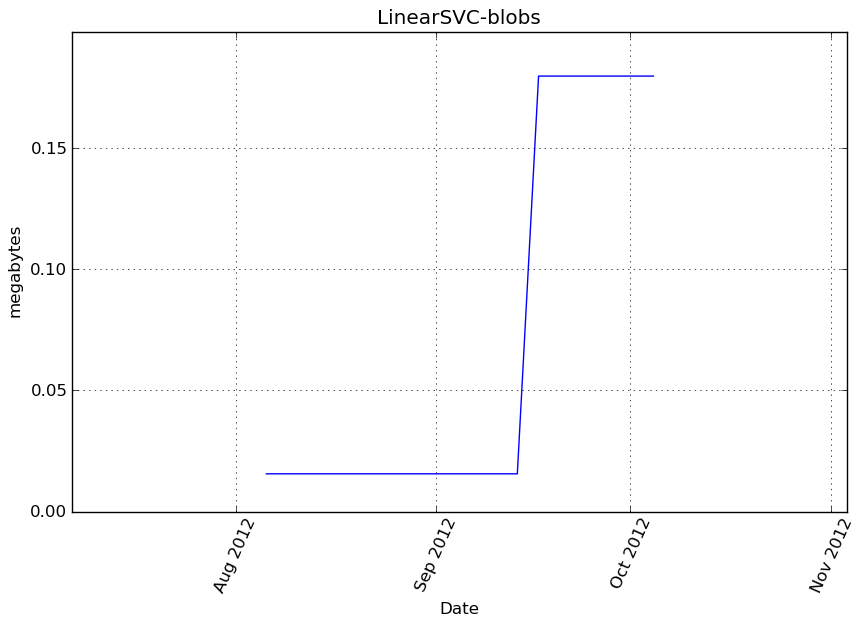 LinearSVC-blobs
megabytes
0.15
0.10
0.05
0.00
Aug 2012
Sep 2012
Oct 2012
Nov 2012
Date